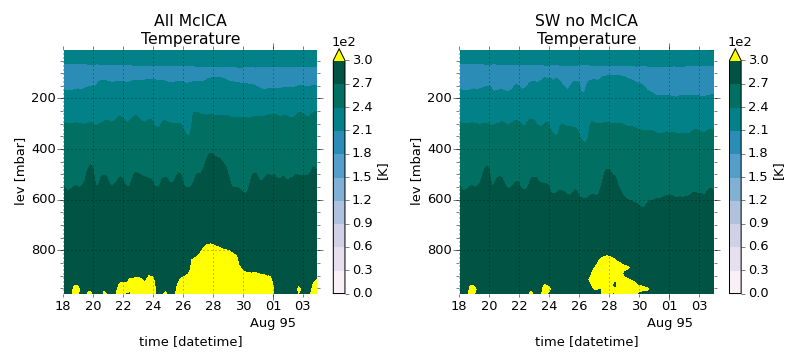 All McICA
Temperature
1e2
3.0
2.7
2.4
2.1
1.8
1.5
1.2
0.9
0.6
0.3
0.0
[K]
200
400
600
800
lev [mbar]
18 20 22 24 26 28 30 01 03
Aug 95
time [datetime]
SW no McICA
Temperature
1e2
3.0
2.7
2.4
2.1
1.8
1.5
1.2
0.9
0.6
0.3
0.0
[K]
200
400
600
800
lev [mbar]
18 20 22 24 26 28 30 01 03
Aug 95
time [datetime]